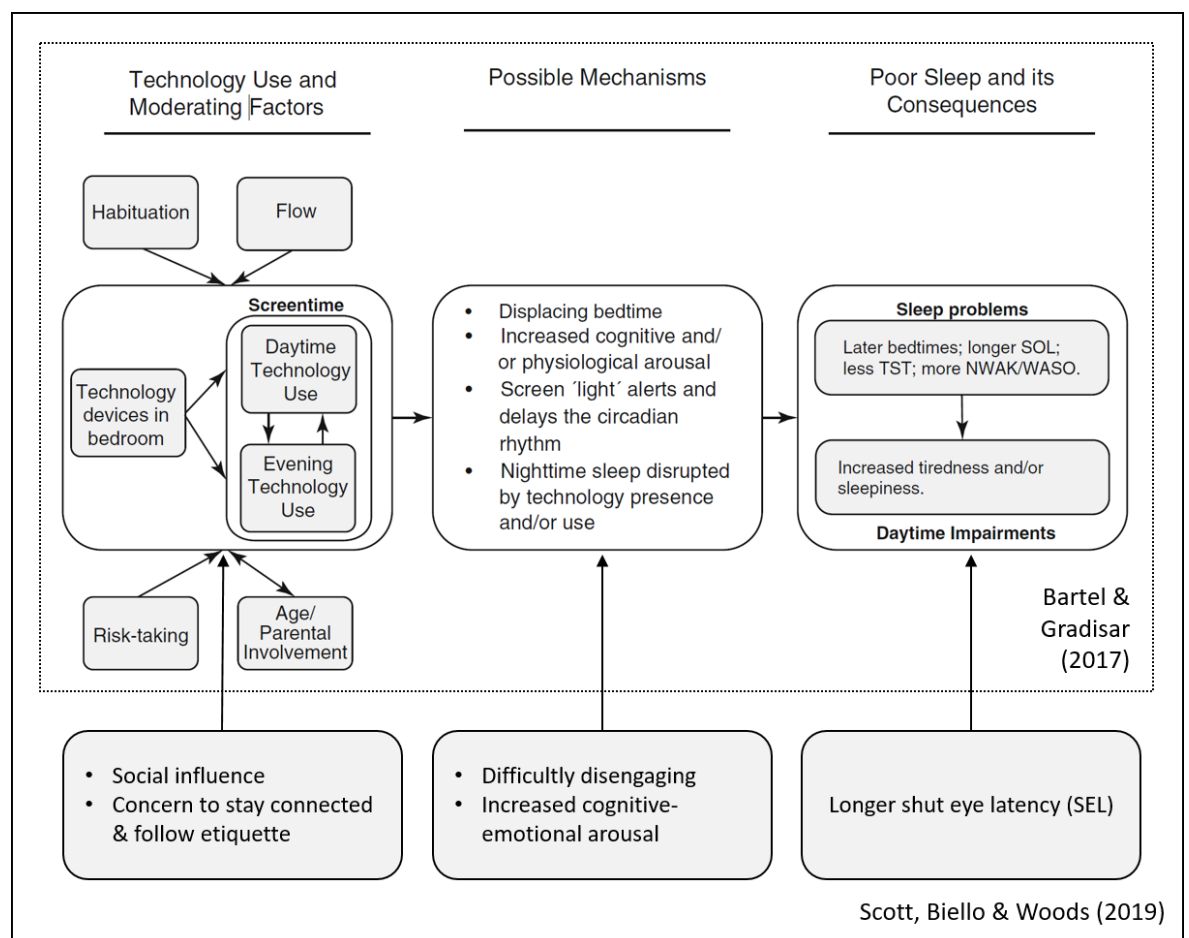 Technology Use and
Moderating Factors
Possible Mechanisms
Poor Sleep and its
Consequences
Habituation
Flow
Screentime
Daytime
Technology
Use
Technology
devices in
bedroom
Evening
Technology
Use
Risk-taking
Age/
Parental
Involvement
• Displacing bedtime
• Increased cognitive and/
or physiological arousal
• Screen ´light´ alerts and
delays the circadian
rhythm
• Nighttime sleep disrupted
by technology presence
and/or use
Sleep problems
Later bedtimes; longer SOL;
less TST; more NWAK/WASO.
Increased tiredness and/or
sleepiness.
Daytime Impairments
Bartel &
Gradisar
(2017)
• Social influence
• Concern to stay connected
& follow etiquette
• Difficultly disengaging
• Increased cognitive-
emotional arousal
Longer shut eye latency (SEL)
Scott, Biello & Woods (2019)